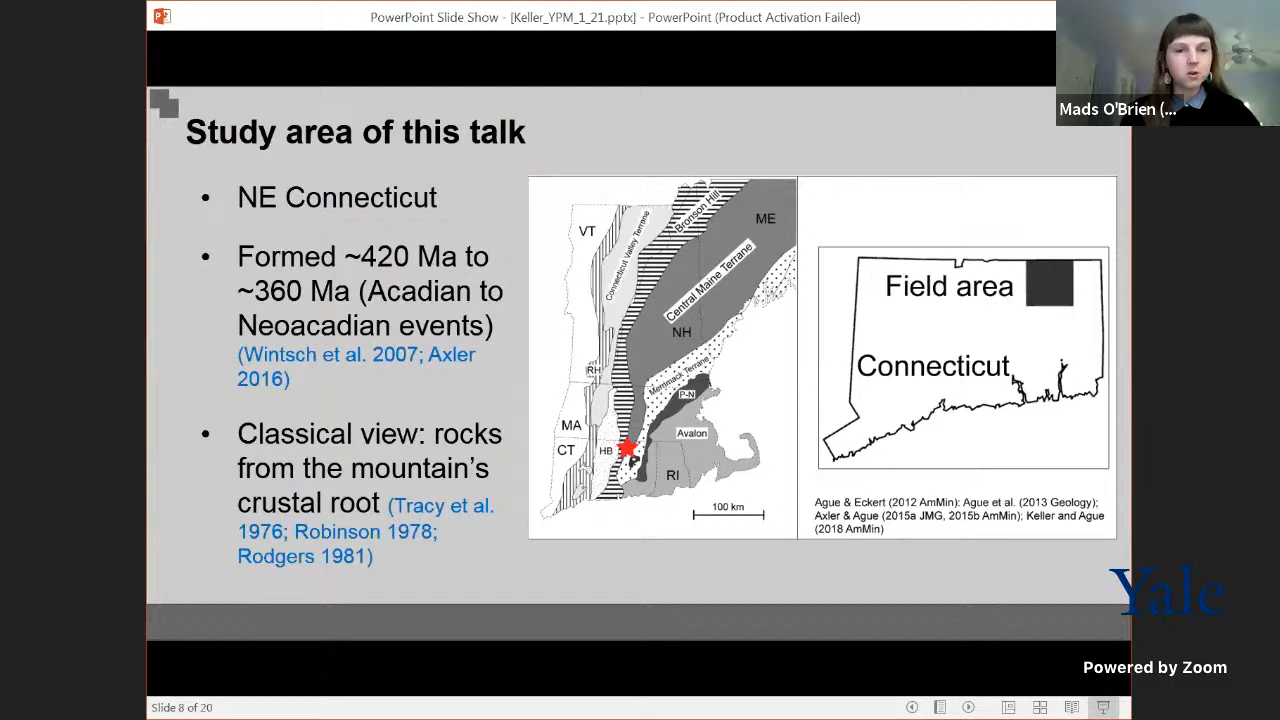 PowerPoint Slide Show - [Keller_YPM_1_21.pptx] - PowerPoint (Product Activation Failed)
Mads O'Brien (...
Study area of this talk
• NE Connecticut
• Formed ~420 Ma to
~360 Ma (Acadian to
Neoacadian events)
(Wintsch et al. 2007; Axler
2016)
• Classical view: rocks
from the mountain's
crustal root (Tracy et al.
1976; Robinson 1978;
Rodgers 1981)
VT
Connecticut Valley Terrane
Bronson Hill
ME
Central Maine Terrane
NH
RH
Merrimack Terrane
P-N
MA
Avalon
CT
HB
RI
100 km
Field area
Connecticut
Ague & Eckert (2012 AmMin): Ague et al. (2013 Geology);
Axler & Ague (2015a JMG, 2015b AmMin); Keller and Ague
(2018 AmMin)
Yale
Powered by Zoom
Slide 8 of 20